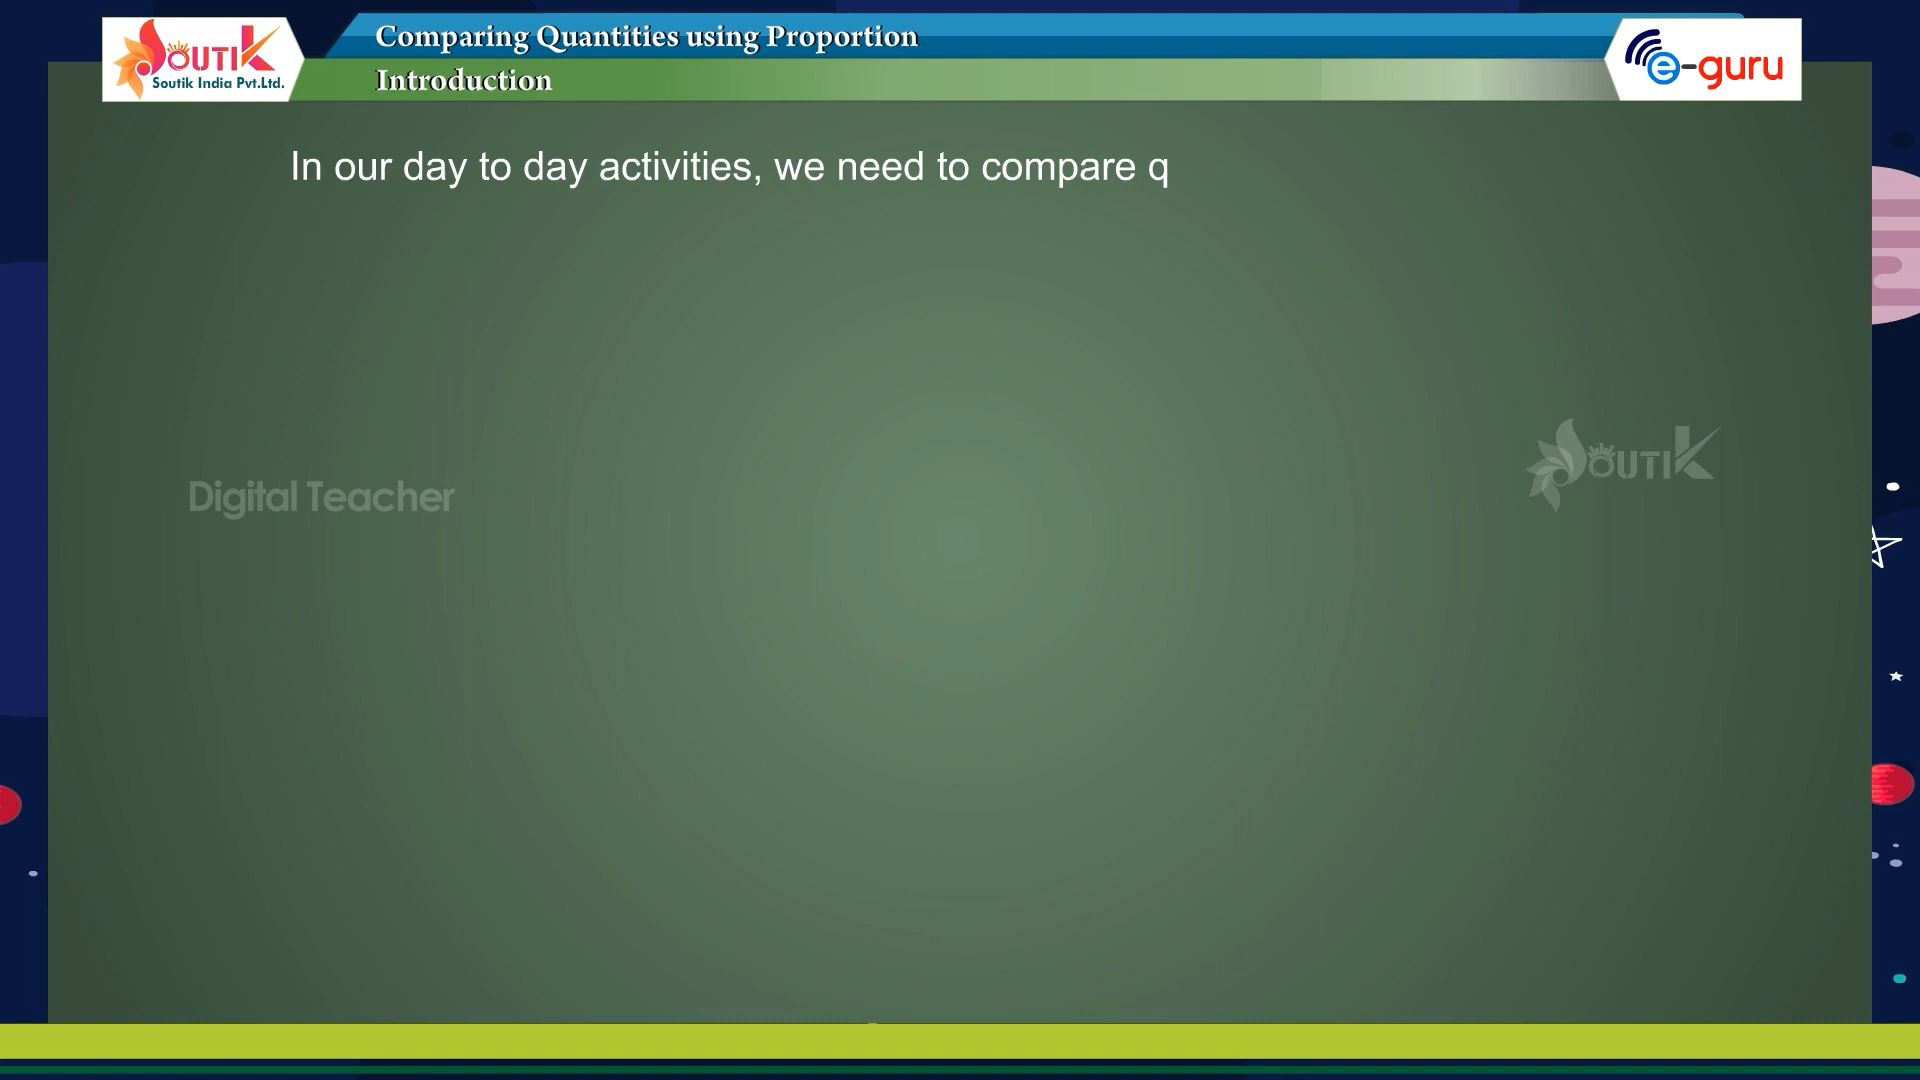 Comparing Quantities using Proportion
SOUTIK
Soutik India Pvt.Ltd.
Introduction
e-guru
In our day to day activities, we need to compare q
Digital Teacher
SOUTIK